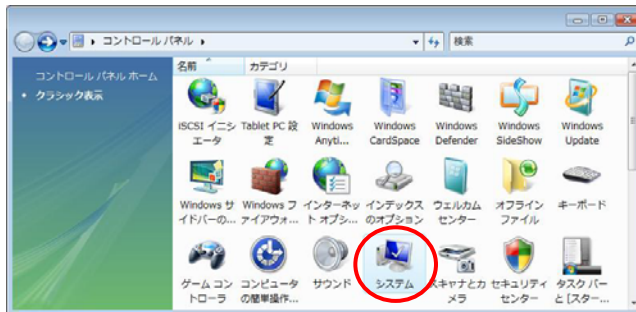 コントロール パネル
検索
コントロール パネル ホーム
クラシック表示
名前 カテゴリ
iSCSI イニシ
エータ
Tablet PC 設
定
Windows
Anyti...
Windows
CardSpace
Windows
Defender
Windows
SideShow
Windows
Update
Windows サ
イドバーの...
Windows フ
ァイアウォ...
インターネッ
ト オプシ...
インデックス
のオプション
ウェルカム
センター
オフライン
ファイル
キーボード
ゲーム コン
トローラ
コンピュータ
の簡単操作...
サウンド
システム
スキャナとカ
メラ
セキュリティ
センター
タスク バー
と [スター...